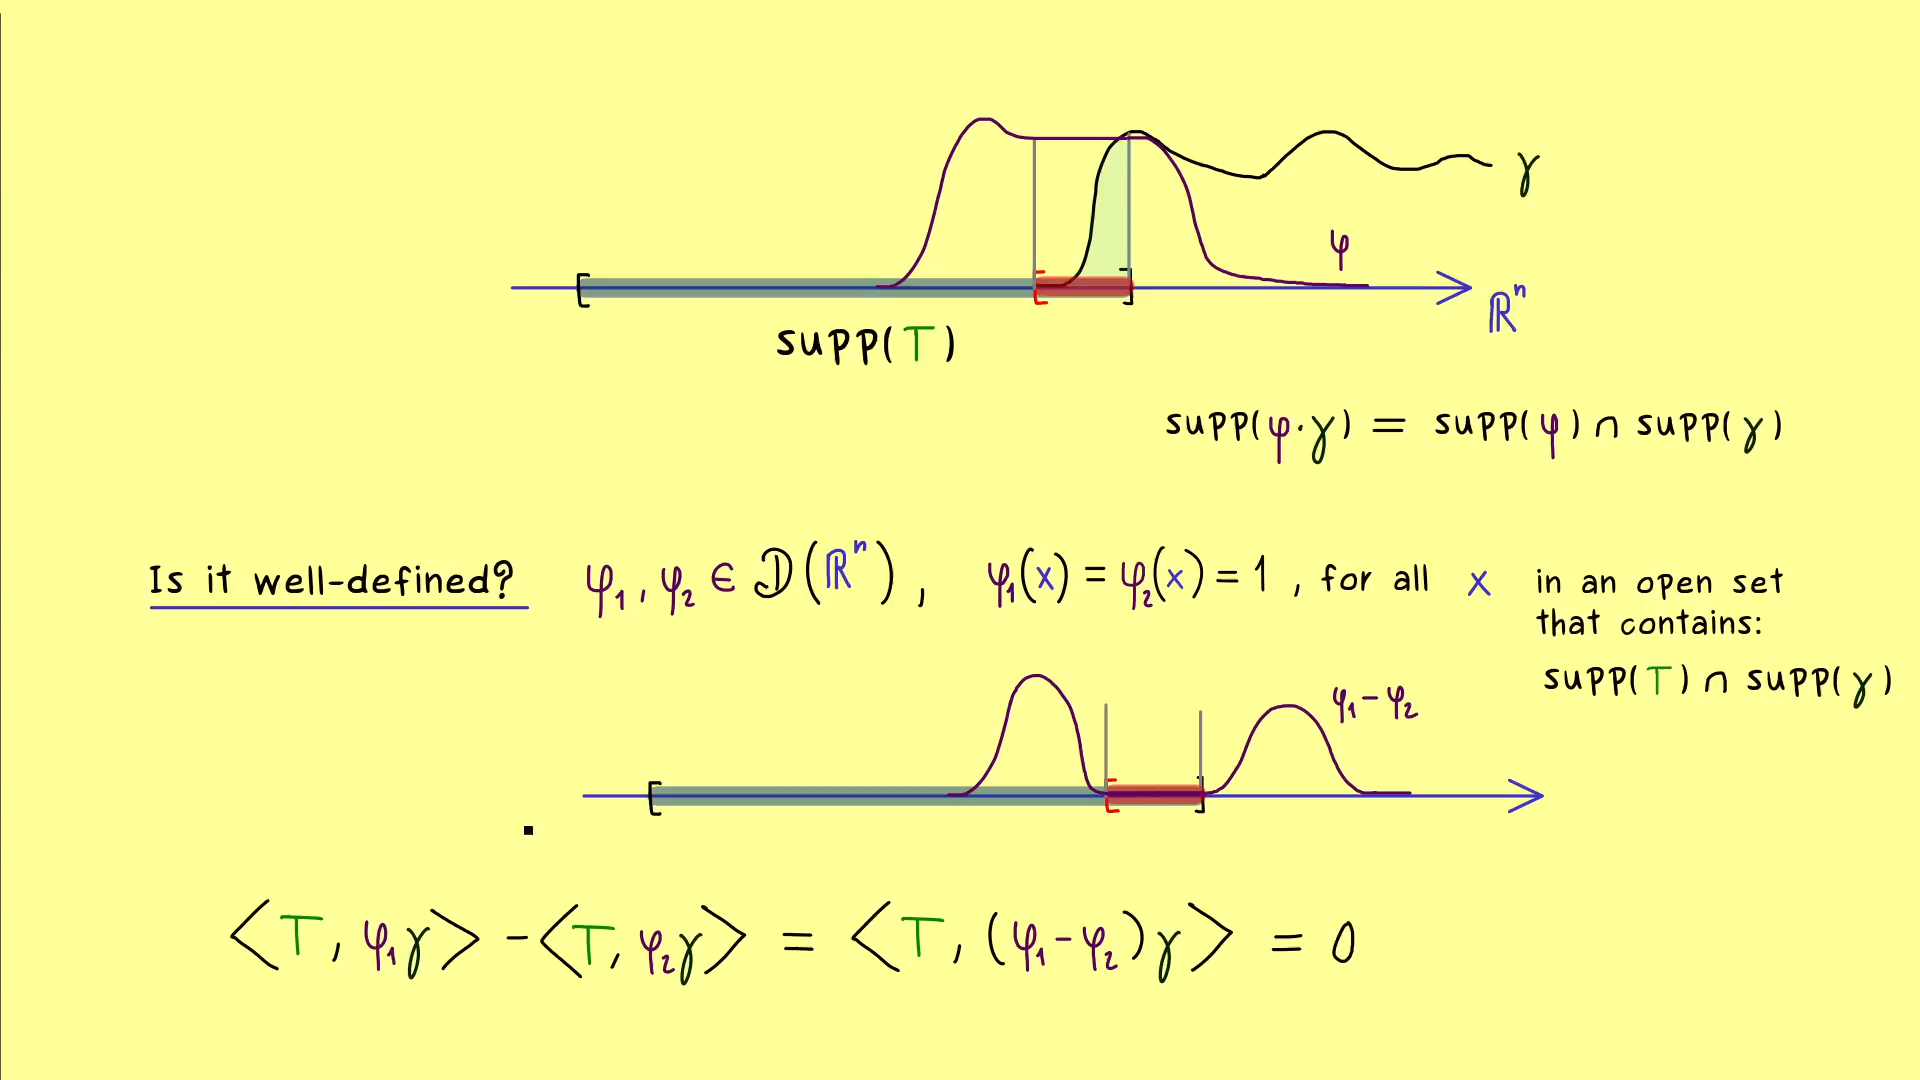 γ
φ
ℝⁿ
supp(T)
supp(φ·γ) = supp(φ) ∩ supp(γ)
Is it well-defined? φ₁, φ₂ ∈ 𝒟(ℝⁿ), φ₁(x) = φ₂(x) = 1, for all x in an open set
that contains:
supp(T) ∩ supp(γ)
φ₁ - φ₂
⟨T, φ₁γ⟩ - ⟨T, φ₂γ⟩ = ⟨T, (φ₁ - φ₂)γ⟩ = 0